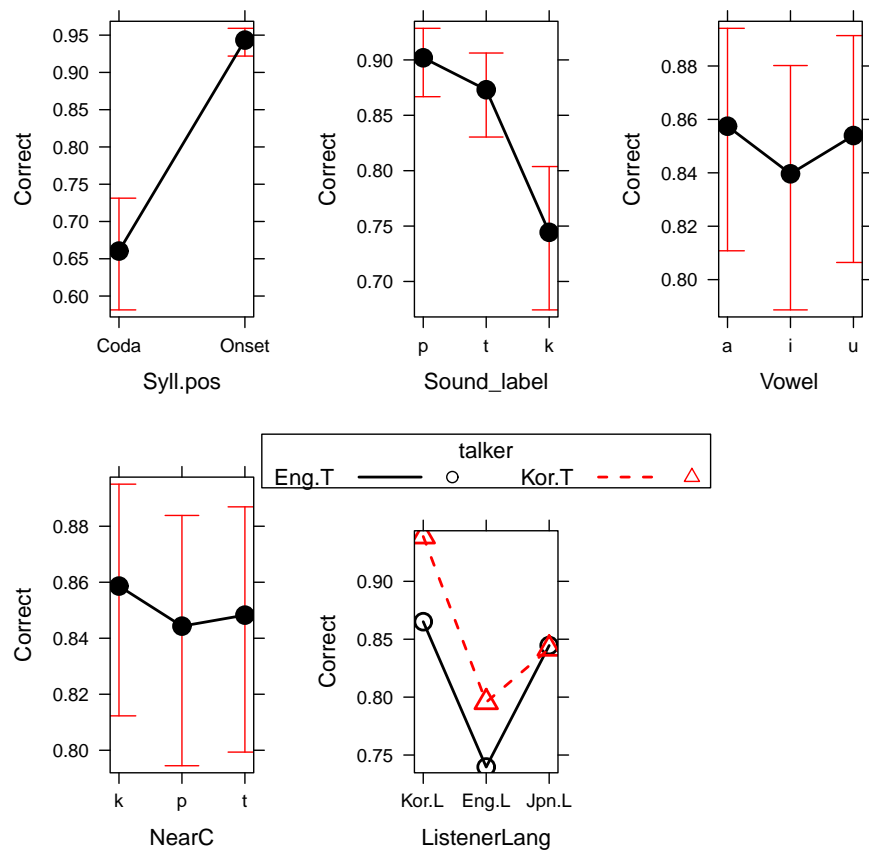 0.95
0.90
0.85
0.80
0.75
0.70
0.65
0.60
Correct
Coda Onset
Syll.pos
0.90
0.85
0.80
0.75
0.70
Correct
p t k
Sound_label
0.88
0.86
0.84
0.82
0.80
Correct
a i u
Vowel
talker
Eng.T Kor.T
0.88
0.86
0.84
0.82
0.80
Correct
k p t
NearC
0.90
0.85
0.80
0.75
Correct
Kor.L Eng.L Jpn.L
ListenerLang